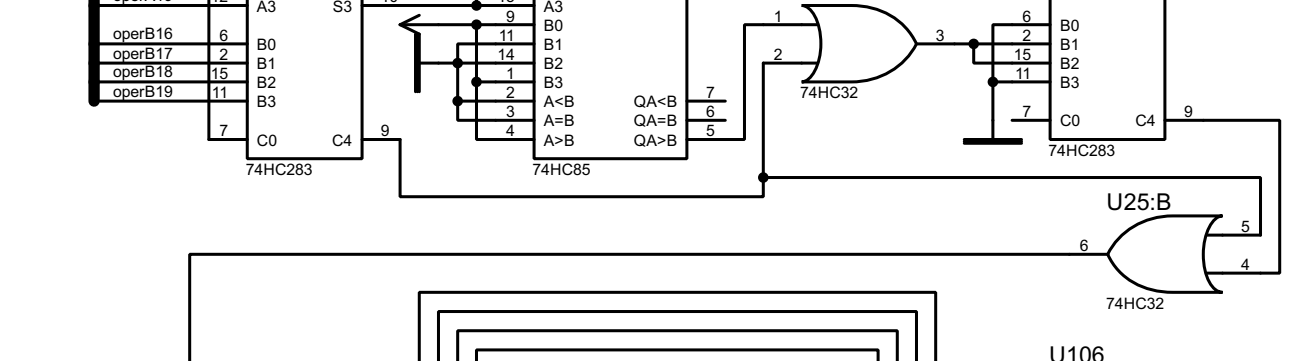 12 A3 S3 10
A3
9 B0
operB16 6 B0
11 B1
operB17 2 B1
14 B2
operB18 15 B2
1 B3
operB19 11 B3
2 A<B QA<B 7
3 A=B QA=B 6
7 C0 C4 9
4 A>B QA>B 5
74HC283
74HC85
1
2
3
74HC32
6 B0
2 B1
15 B2
11 B3
7 C0 C4 9
74HC283
U25:B
5
6
4
74HC32
U106